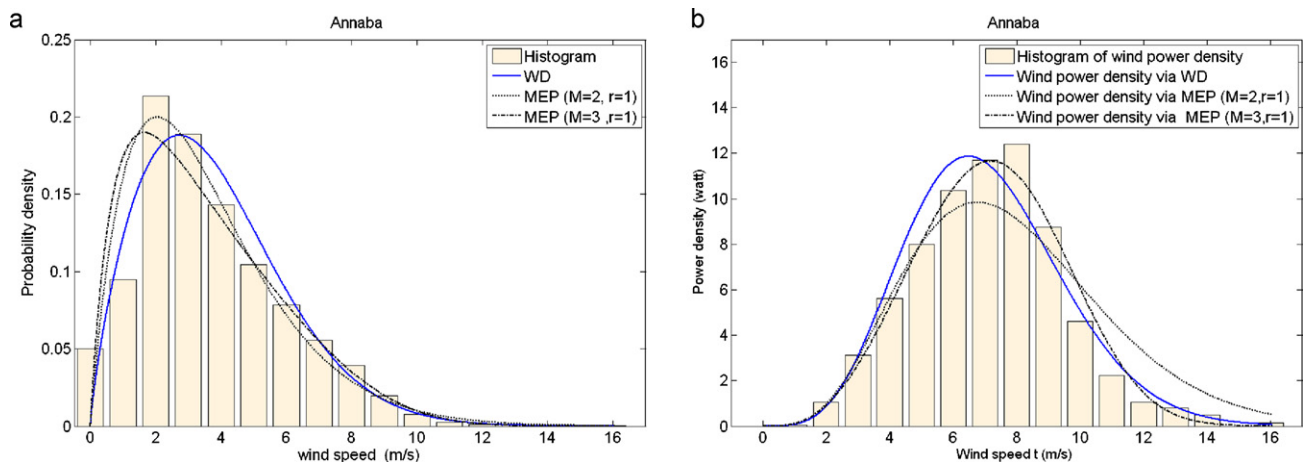 a
Annaba
0.25
0.2
0.15
0.1
0.05
0
Probability density
Histogram
WD
MEP (M=2, r=1)
MEP (M=3 ,r=1)
0 2 4 6 8 10 12 14 16
wind speed (m/s)
b
Annaba
16
14
12
10
8
6
4
2
0
Power density (watt)
Histogram of wind power density
Wind power density via WD
Wind power density via MEP (M=2,r=1)
Wind power density via MEP (M=3,r=1)
0 2 4 6 8 10 12 14 16
Wind speed t (m/s)